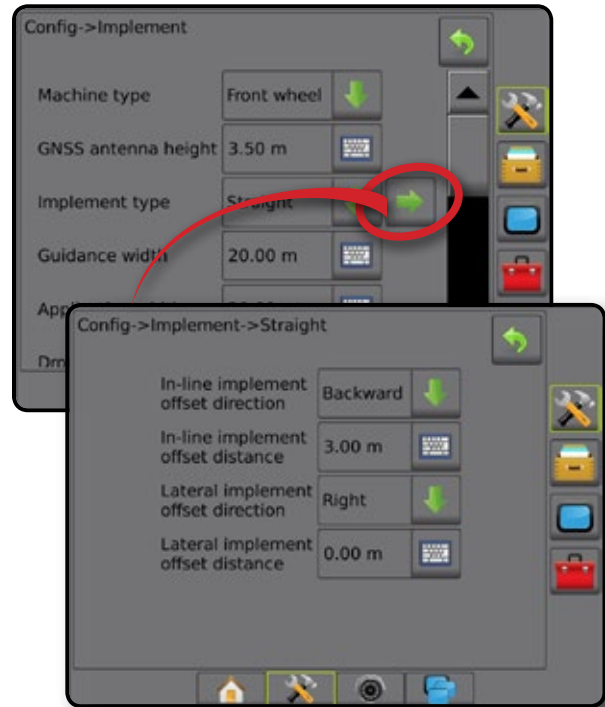 Config->Implement
Machine type Front wheel
GNSS antenna height 3.50 m
Implement type Straight
Guidance width 20.00 m
Config->Implement->Straight
In-line implement
offset direction Backward
In-line implement
offset distance 3.00 m
Lateral implement
offset direction Right
Lateral implement
offset distance 0.00 m